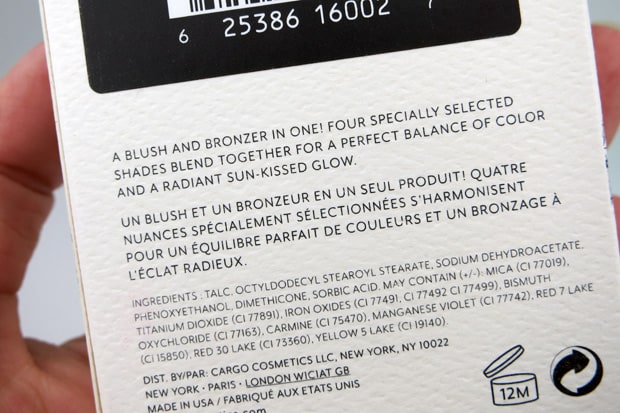 6 25386 16002 7
A BLUSH AND BRONZER IN ONE! FOUR SPECIALLY SELECTED
SHADES BLEND TOGETHER FOR A PERFECT BALANCE OF COLOR
AND A RADIANT SUN-KISSED GLOW.
UN BLUSH ET UN BRONZEUR EN UN SEUL PRODUIT! QUATRE
NUANCES SPÉCIALEMENT SÉLECTIONNÉES S'HARMONISENT
POUR UN ÉQUILIBRE PARFAIT DE COULEURS ET UN BRONZAGE À
L'ÉCLAT RADIEUX.
INGREDIENTS : TALC, OCTYLDODECYL STEAROYL STEARATE, SODIUM DEHYDROACETATE,
PHENOXYETHANOL, DIMETHICONE, SORBIC ACID. MAY CONTAIN (+/-): MICA (CI 77019),
TITANIUM DIOXIDE (CI 77891), IRON OXIDES (CI 77491, CI 77492 CI 77499), BISMUTH
OXYCHLORIDE (CI 77163), CARMINE (CI 75470), MANGANESE VIOLET (CI 77742), RED 7 LAKE
(CI 15850), RED 30 LAKE (CI 73360), YELLOW 5 LAKE (CI 19140).
DIST. BY/PAR: CARGO COSMETICS LLC, NEW YORK, NY 10022
NEW YORK • PARIS • LONDON W1C1AT GB
MADE IN USA / FABRIQUÉ AUX ETATS UNIS
12M